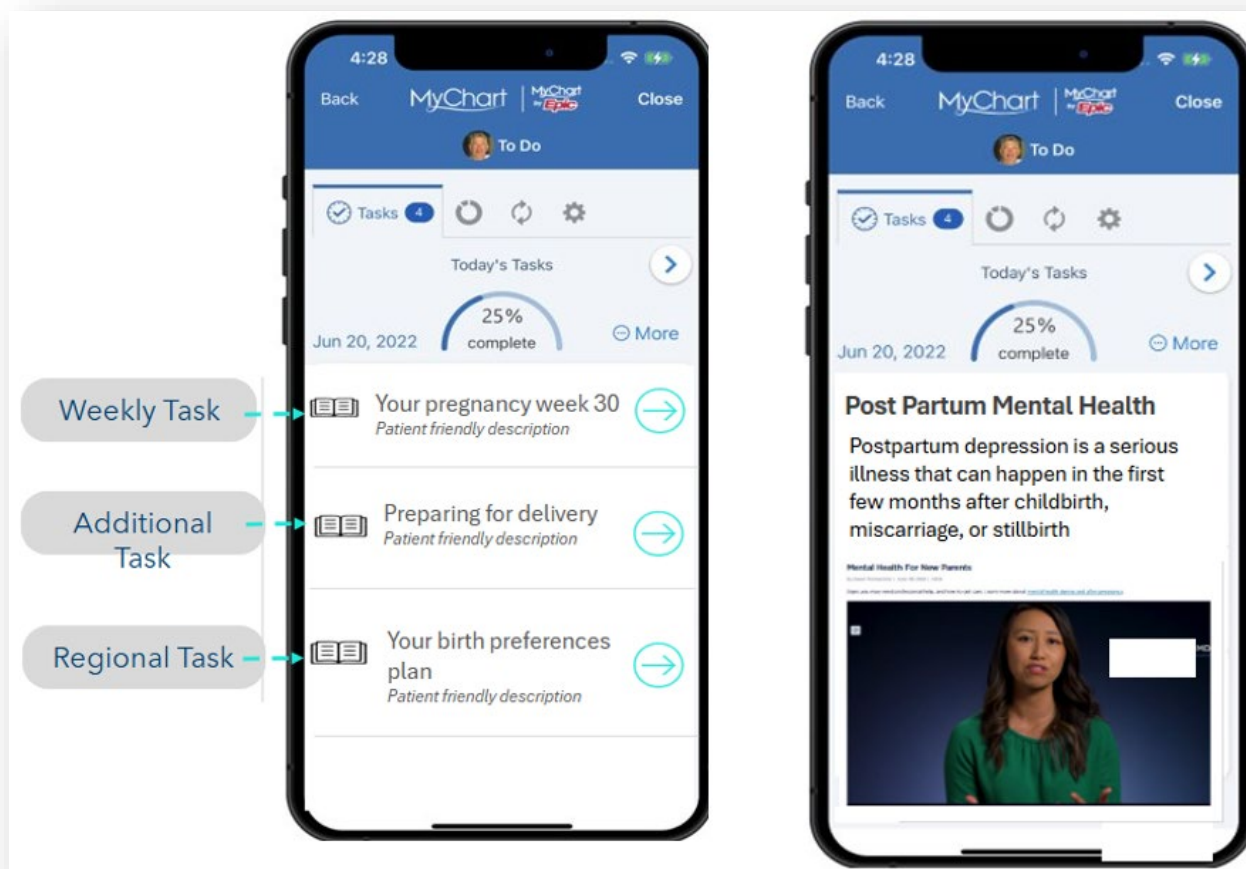 4:28
Back MyChart MyChart by Epic Close
To Do
Tasks 4
Today's Tasks
25%
Jun 20, 2022 complete More
Weekly Task
Your pregnancy week 30
Patient friendly description
Additional
Task
Preparing for delivery
Patient friendly description
Regional Task
Your birth preferences
plan
Patient friendly description
4:28
Back MyChart MyChart by Epic Close
To Do
Tasks 4
Today's Tasks
25%
Jun 20, 2022 complete More
Post Partum Mental Health
Postpartum depression is a serious
illness that can happen in the first
few months after childbirth,
miscarriage, or stillbirth
Mental Health For New Parents